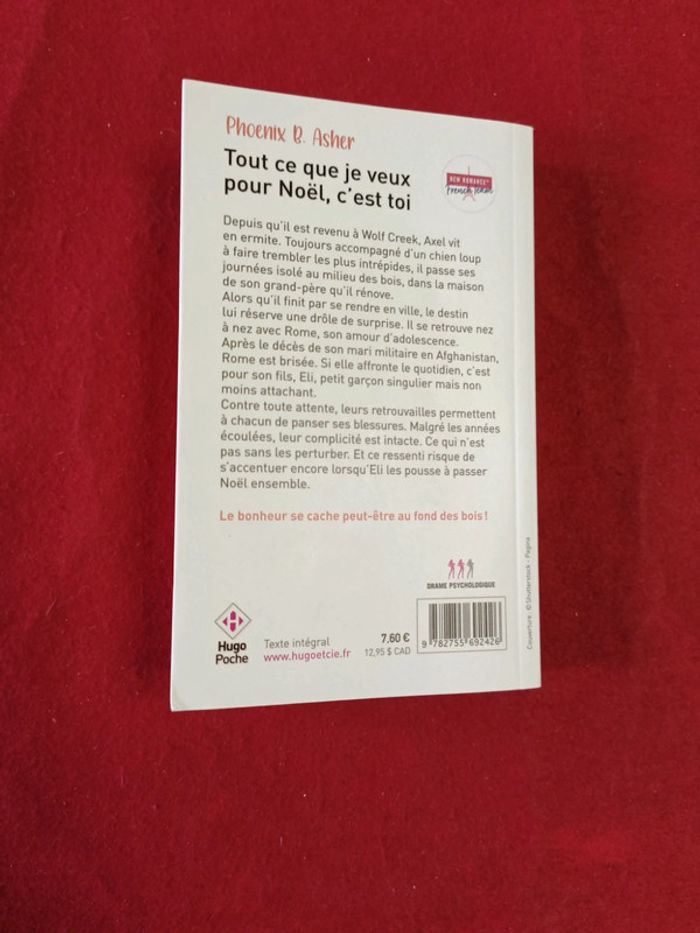 Phoenix B. Asher
Tout ce que je veux
pour Noël, c'est toi
NEW ROMANCE
French Team
Depuis qu'il est revenu à Wolf Creek, Axel vit
en ermite. Toujours accompagné d'un chien loup
à faire trembler les plus intrépides, il passe ses
journées isolé au milieu des bois, dans la maison
de son grand-père qu'il rénove.
Alors qu'il finit par se rendre en ville, le destin
lui réserve une drôle de surprise. Il se retrouve nez
à nez avec Rome, son amour d'adolescence.
Après le décès de son mari militaire en Afghanistan,
Rome est brisée. Si elle affronte le quotidien, c'est
pour son fils, Eli, petit garçon singulier mais non
moins attachant.
Contre toute attente, leurs retrouvailles permettent
à chacun de panser ses blessures. Malgré les années
écoulées, leur complicité est intacte. Ce qui n'est
pas sans les perturber. Et ce ressenti risque de
s'accentuer encore lorsqu'Eli les pousse à passer
Noël ensemble.
Le bonheur se cache peut-être au fond des bois !
DRAME PSYCHOLOGIQUE
Hugo
Poche
Texte intégral
www.hugoetcie.fr
7.60 €
12,95 $ CAD
9 782755 692426
Couverture : © Shutterstock - Pagina